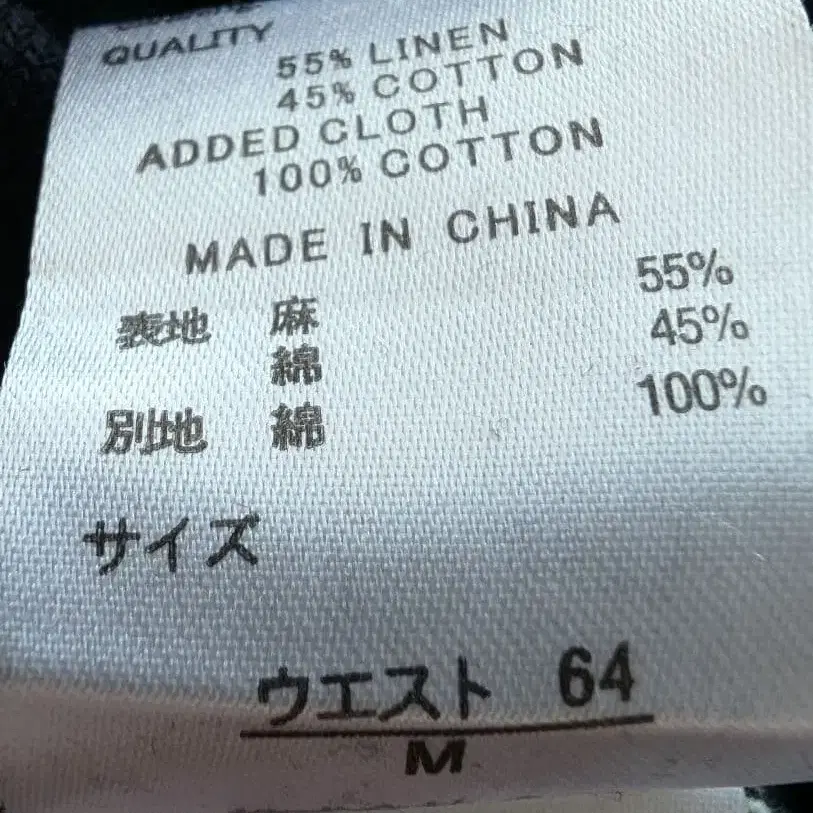 QUALITY
55% LINEN
45% COTTON
ADDED CLOTH
100% COTTON
MADE IN CHINA
表地 麻 55%
綿 45%
別地 綿 100%
サイズ
ウエスト 64
M